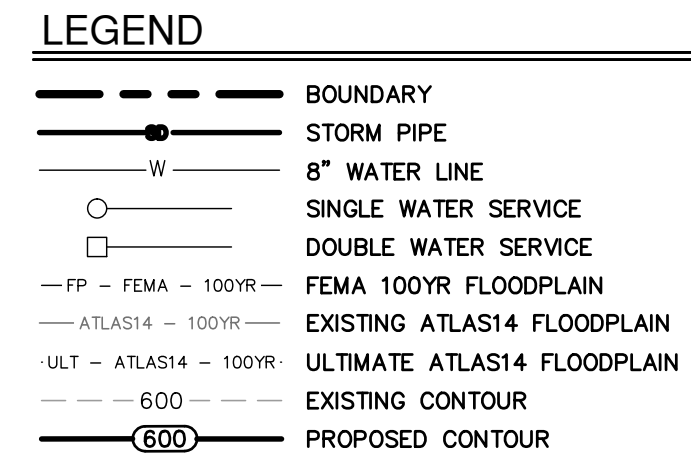 LEGEND
BOUNDARY
SD STORM PIPE
W 8” WATER LINE
SINGLE WATER SERVICE
DOUBLE WATER SERVICE
FP – FEMA – 100YR FEMA 100YR FLOODPLAIN
ATLAS14 – 100YR EXISTING ATLAS14 FLOODPLAIN
ULT – ATLAS14 – 100YR ULTIMATE ATLAS14 FLOODPLAIN
600 EXISTING CONTOUR
600 PROPOSED CONTOUR